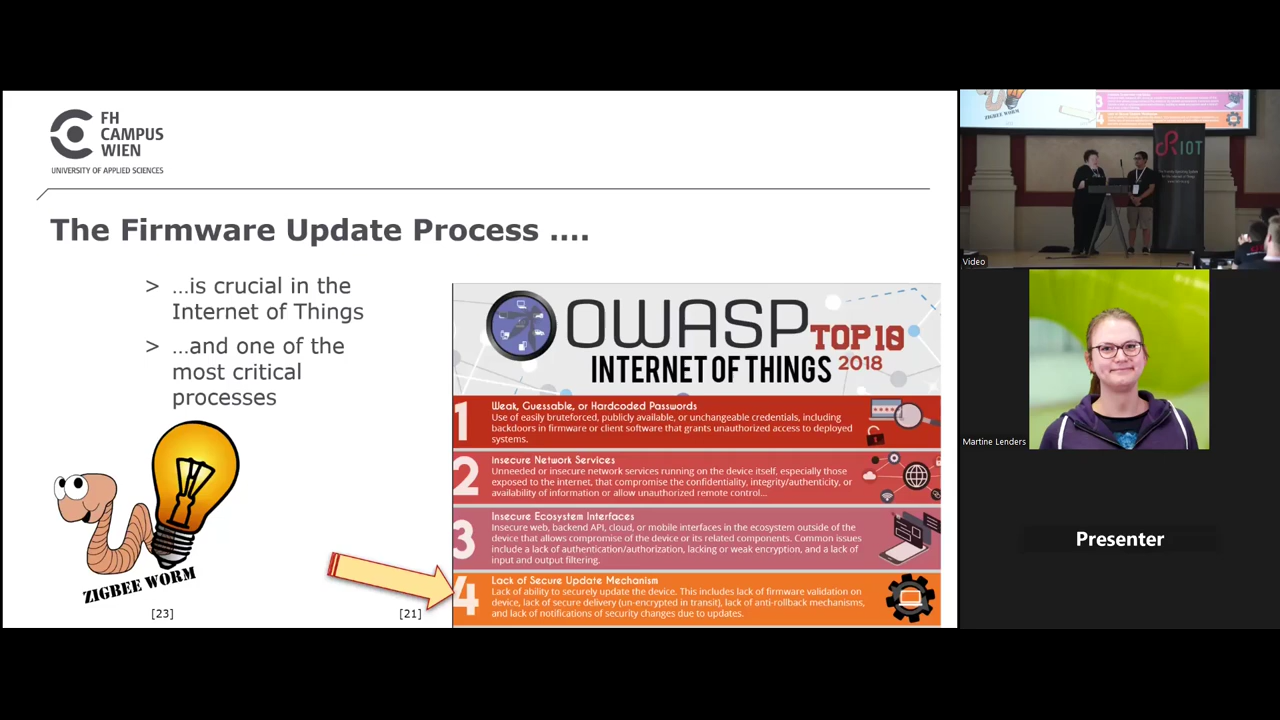 FH
CAMPUS
WIEN
UNIVERSITY OF APPLIED SCIENCES
The Firmware Update Process ....
> ...is crucial in the
Internet of Things
> ...and one of the
most critical
processes
ZIGBEE WORM
[23]
[21]
OWASP TOP 10
INTERNET OF THINGS 2018
1 Weak, Guessable, or Hardcoded Passwords
Use of easily bruteforced, publicly available, or unchangeable credentials, including
backdoors in firmware or client software that grants unauthorized access to deployed
systems.
2 Insecure Network Services
Unneeded or insecure network services running on the device itself, especially those
exposed to the internet, that compromise the confidentiality, integrity/authenticity, or
availability of information or allow unauthorized remote control...
3 Insecure Ecosystem Interfaces
Insecure web, backend API, cloud, or mobile interfaces in the ecosystem outside of the
device that allows compromise of the device or its related components. Common issues
include a lack of authentication/authorization, lacking or weak encryption, and a lack of
input and output filtering.
4 Lack of Secure Update Mechanism
Lack of ability to securely update the device. This includes lack of firmware validation on
device, lack of secure delivery (un-encrypted in transit), lack of anti-rollback mechanisms,
and lack of notifications of security changes due to updates.
ZIGBEE WORM
3
4
RIOT
Video
Martine Lenders
Presenter